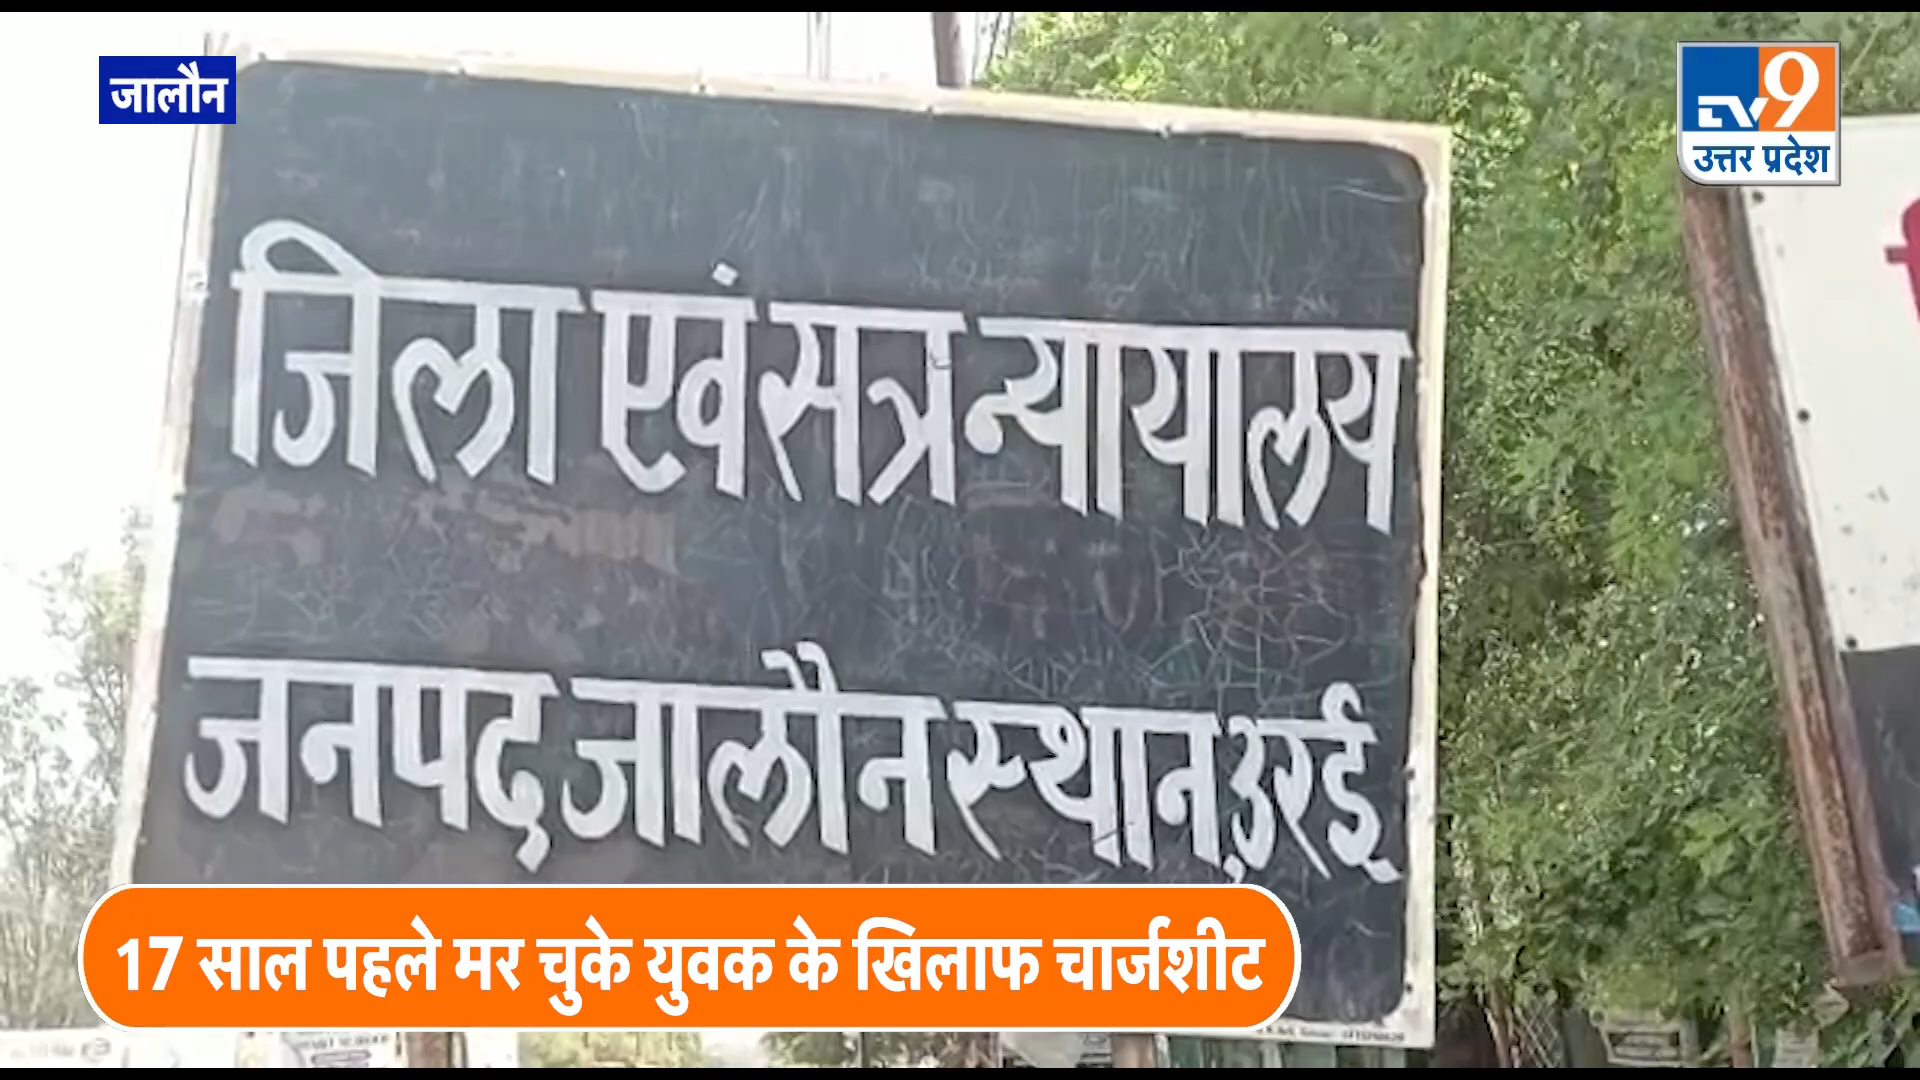 जालौन
TV9
उत्तर प्रदेश
जिला एवं सत्र न्यायालय
जनपद जालौन स्थान उरई
17 साल पहले मर चुके युवक के खिलाफ चार्जशीट